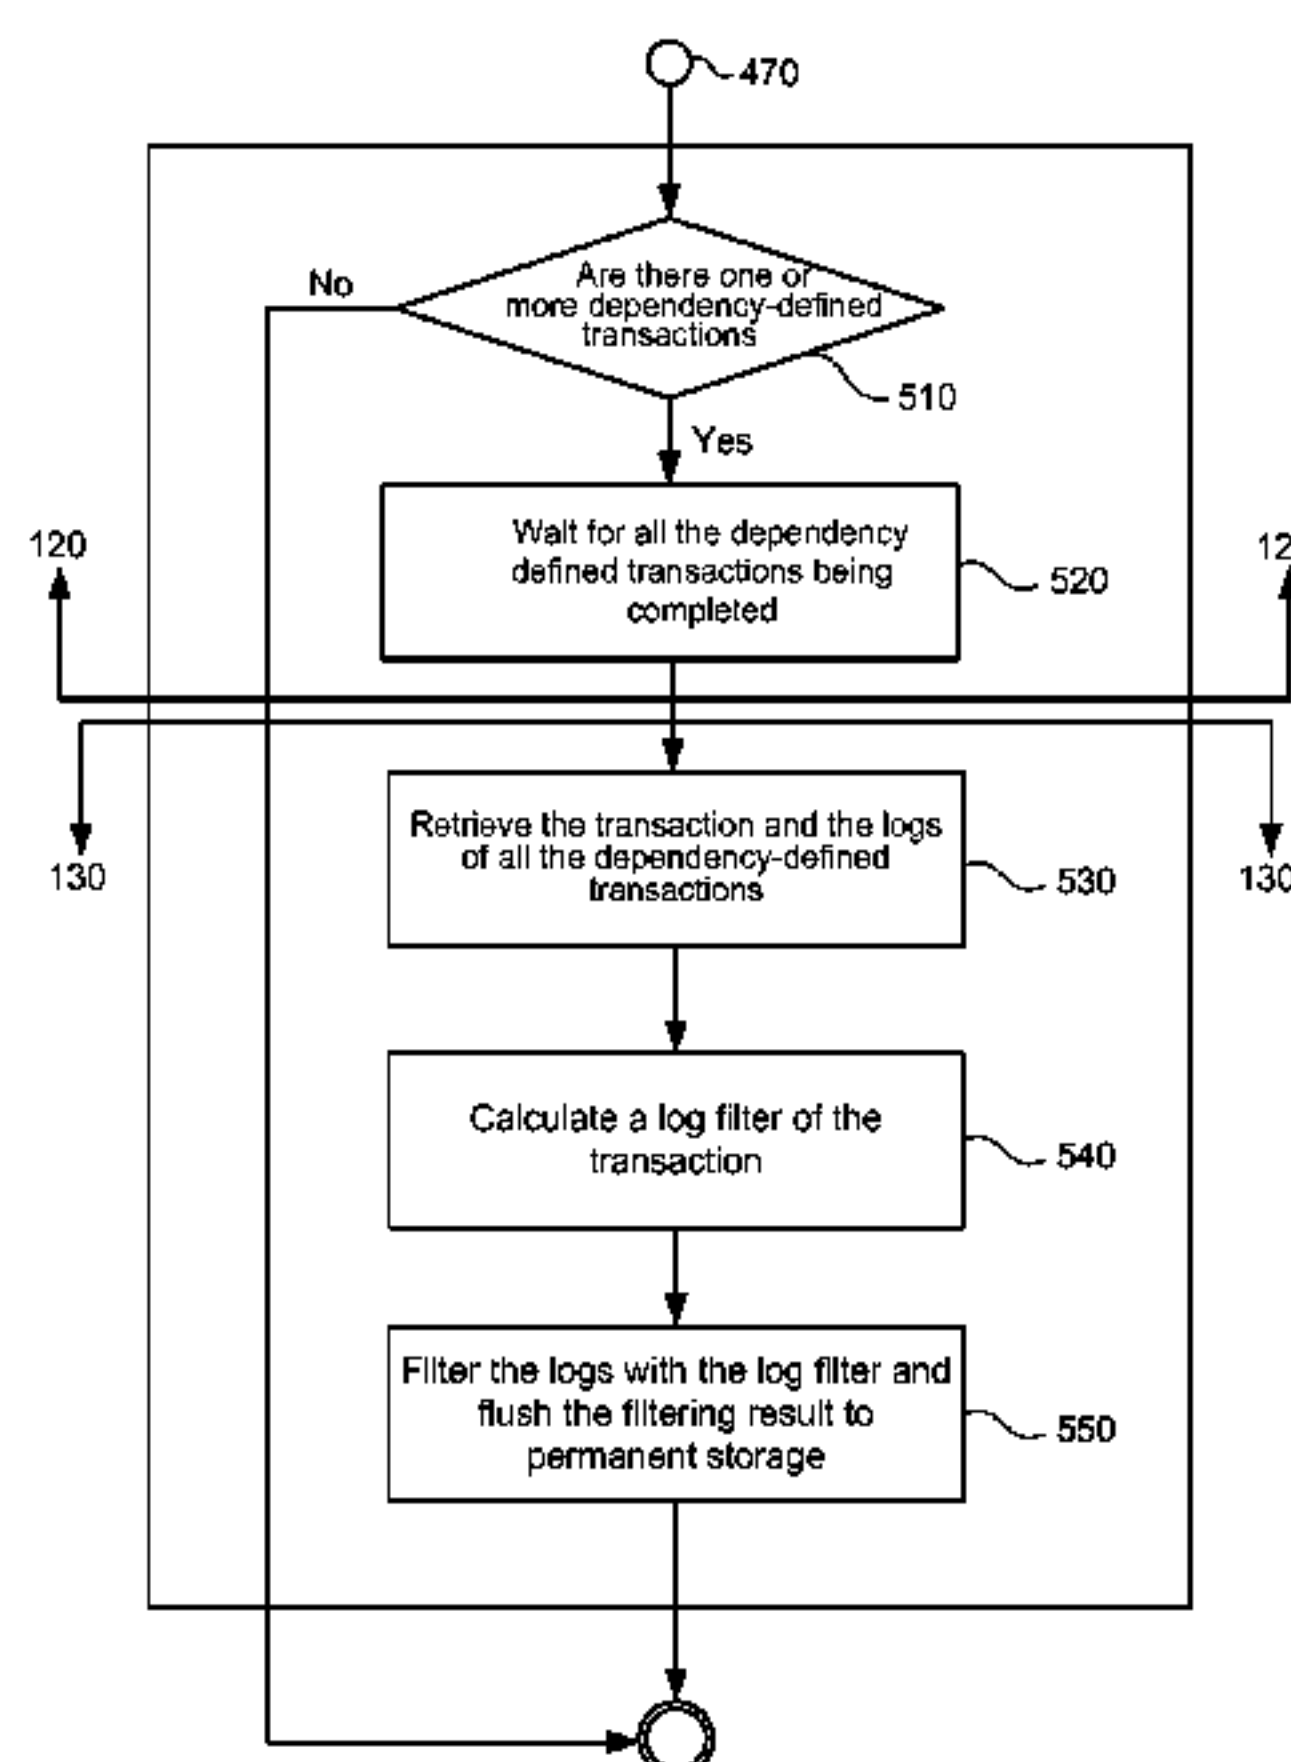 470
No
Are there one or
more dependency-defined
transactions
510
Yes
120
12
Wait for all the dependency
defined transactions being
completed
520
Retrieve the transaction and the logs
of all the dependency-defined
transactions
530
130
130
Calculate a log filter of the
transaction
540
Filter the logs with the log filter and
flush the filtering result to
permanent storage
550